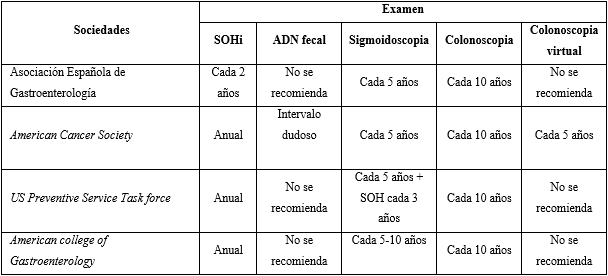 Sociedades
Examen
SOHi
ADN fecal
Sigmoidoscopia
Colonoscopia
Colonoscopia
virtual
Asociación Española de
Gastroenterología
Cada 2
años
No se
recomienda
Cada 5 años
Cada 10 años
No se
recomienda
American Cancer Society
Anual
Intervalo
dudoso
Cada 5 años
Cada 10 años
Cada 5 años
US Preventive Service Task force
Anual
No se
recomienda
Cada 5 años +
SOH cada 3
años
Cada 10 años
No se
recomienda
American college of
Gastroenterology
Anual
No se
recomienda
Cada 5-10 años
Cada 10 años
No se
recomienda